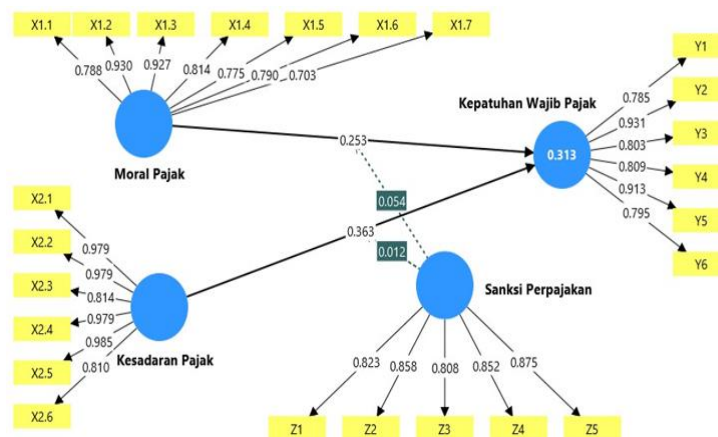 X1.1 X1.2 X1.3 X1.4 X1.5 X1.6 X1.7
0.788 0.930 0.927 0.814 0.775 0.790 0.703
Moral Pajak
Kepatuhan Wajib Pajak
0.313
Y1
Y2
Y3
Y4
Y5
Y6
0.785
0.931
0.803
0.809
0.913
0.795
0.253
0.054
0.363
0.012
X2.1
X2.2
X2.3
X2.4
X2.5
X2.6
0.979
0.979
0.814
0.979
0.985
0.810
Kesadaran Pajak
Sanksi Perpajakan
0.823 0.858 0.808 0.852 0.875
Z1 Z2 Z3 Z4 Z5